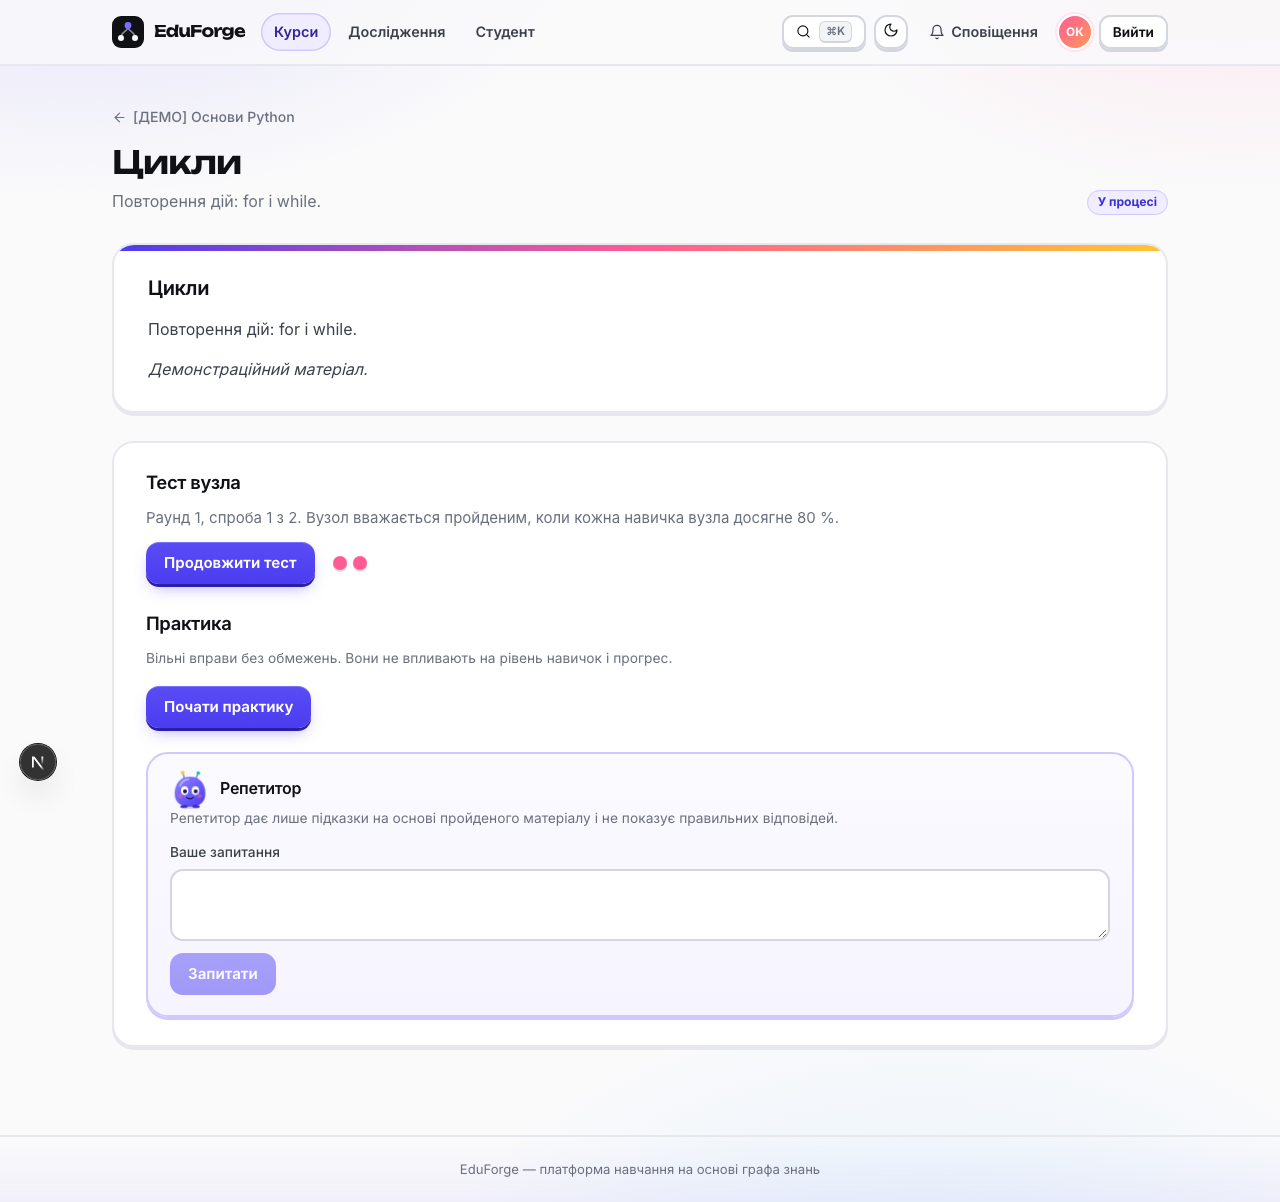 EduForge
Курси
Дослідження
Студент
⌘K
Сповіщення
ОК
Вийти
[ДЕМО] Основи Python
Цикли
Повторення дій: for і while.
У процесі
Цикли
Повторення дій: for і while.
Демонстраційний матеріал.
Тест вузла
Раунд 1, спроба 1 з 2. Вузол вважається пройденим, коли кожна навичка вузла досягне 80 %.
Продовжити тест
Практика
Вільні вправи без обмежень. Вони не впливають на рівень навичок і прогрес.
Почати практику
N
Репетитор
Репетитор дає лише підказки на основі пройденого матеріалу і не показує правильних відповідей.
Ваше запитання
Запитати
EduForge — платформа навчання на основі графа знань